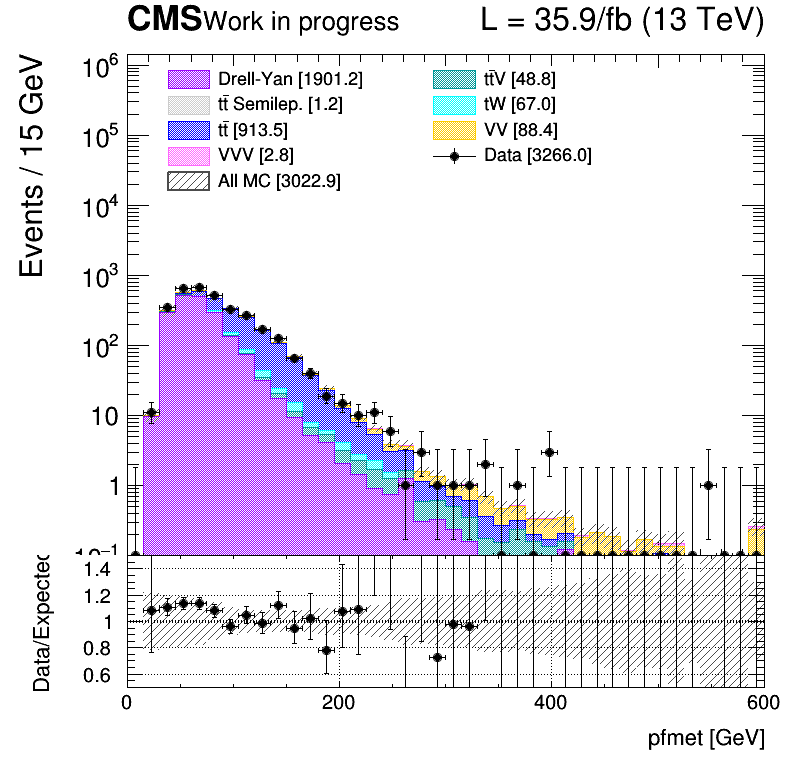 CMS Work in progress L = 35.9/fb (13 TeV)
Events / 15 GeV
10⁶
10⁵
10⁴
10³
10²
10
1
10⁻¹
Drell-Yan [1901.2]
tt̄ Semilep. [1.2]
tt̄ [913.5]
VVV [2.8]
All MC [3022.9]
tt̄V [48.8]
tW [67.0]
VV [88.4]
Data [3266.0]
Data/Expected
1.4
1.2
1
0.8
0.6
0 200 400 600
pfmet [GeV]